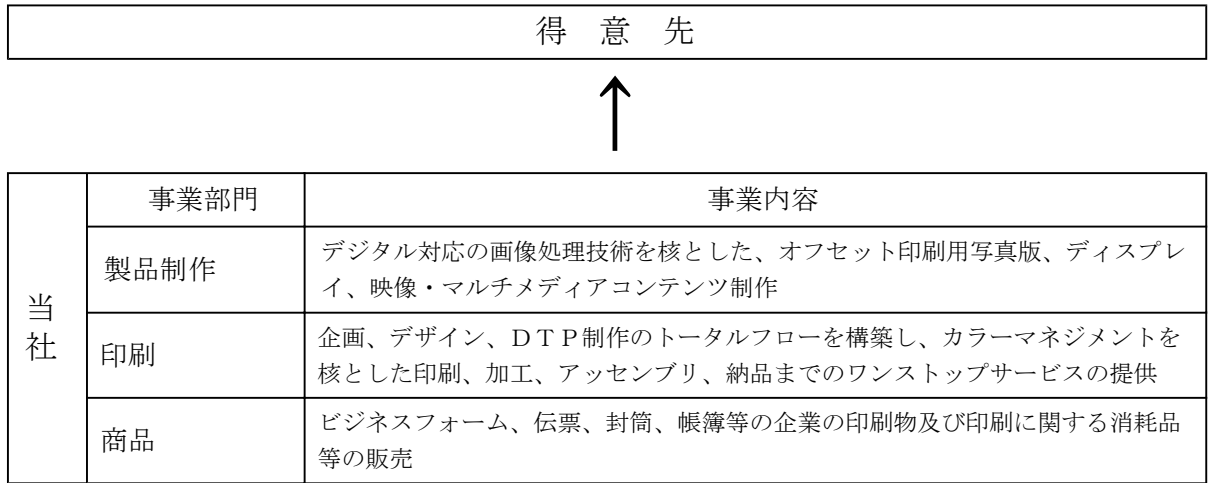 得 意 先
事業部門
事業内容
当
社
製品制作
デジタル対応の画像処理技術を核とした、オフセット印刷用写真版、ディスプレ
イ、映像・マルチメディアコンテンツ制作
印刷
企画、デザイン、ＤＴＰ制作のトータルフローを構築し、カラーマネジメントを
核とした印刷、加工、アッセンブリ、納品までのワンストップサービスの提供
商品
ビジネスフォーム、伝票、封筒、帳簿等の企業の印刷物及び印刷に関する消耗品
等の販売